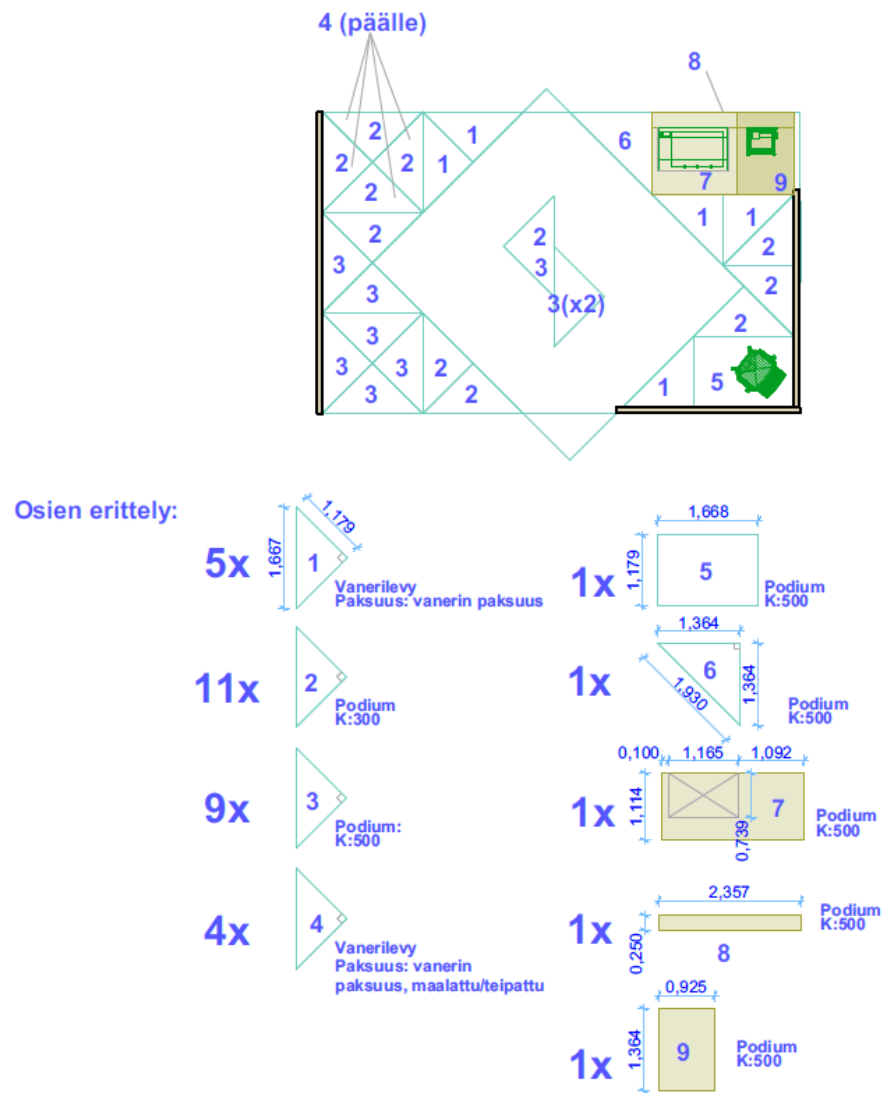 4 (päälle)
8
2
1
6
2
2
1
7
9
2
1
1
2
2
2
3
3
2
3
3(x2)
2
3
2
3
3
2
1
5
3
2
Osien erittely:
5x
1,667
1,179
1
Vanerilevy
Paksuus: vanerin paksuus
11x
2
Podium
K:300
9x
3
Podium:
K:500
4x
4
Vanerilevy
Paksuus: vanerin
paksuus, maalattu/teipattu
1x
1,668
1,179
5
Podium
K:500
1x
1,364
6
1,930
1,364
Podium
K:500
1x
0,100
1,165
1,092
1,114
0,739
7
Podium
K:500
1x
2,357
0,250
8
Podium
K:500
1x
0,925
1,364
9
Podium
K:500